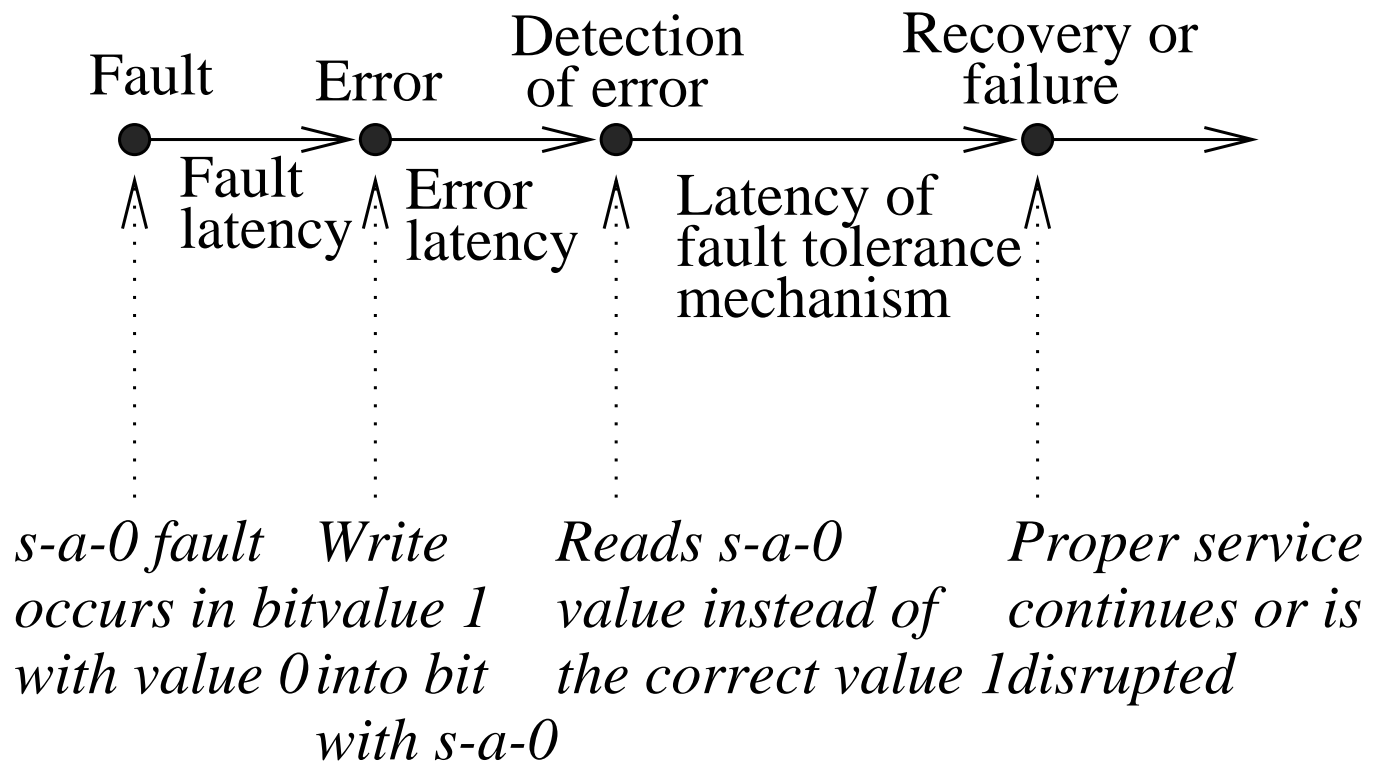 Fault
Error
Detection
of error
Recovery or
failure
Fault
latency
Error
latency
Latency of
fault tolerance
mechanism
s-a-0 fault
occurs in bit
with value 0
Write
value 1
into bit
with s-a-0
Reads s-a-0
value instead of
the correct value 1
Proper service
continues or is
disrupted